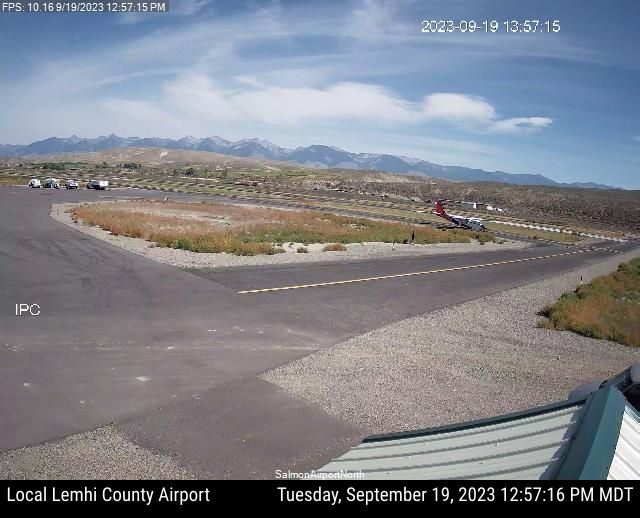 FPS: 10.16 9/19/2023 12:57:15 PM
2023-09-19 13:57:15
IPC
SalmonAirportNorth
Local Lemhi County Airport Tuesday, September 19, 2023 12:57:16 PM MDT